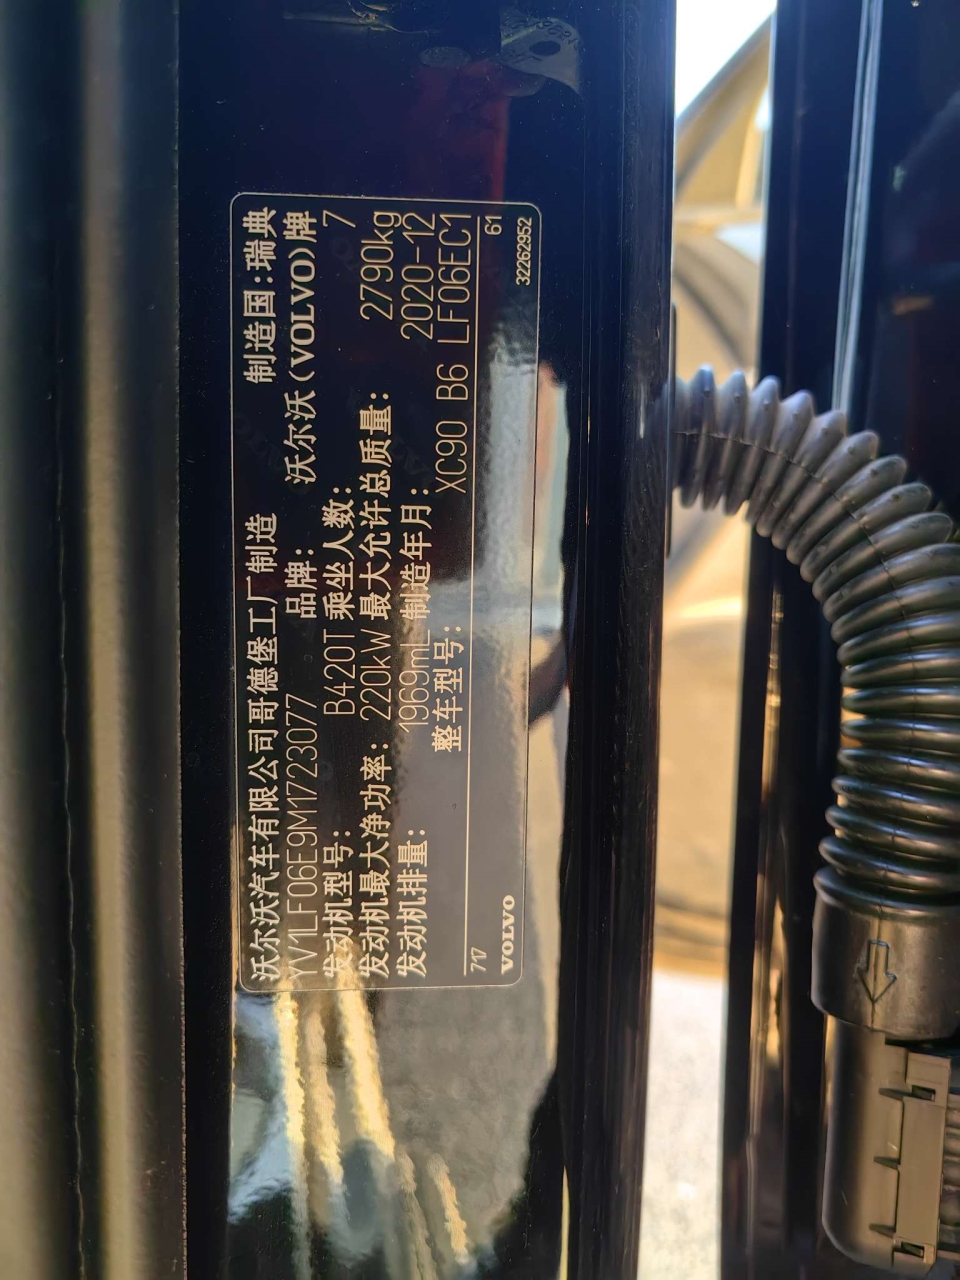 沃尔沃汽车有限公司哥德堡工厂制造 制造国:瑞典
YV1LF06E9M1723077 品牌: 沃尔沃(VOLVO)牌
发动机型号: B420T 乘坐人数: 7
发动机最大净功率: 220kW 最大允许总质量: 2790kg
发动机排量: 1969mL 制造年月: 2020-12
整车型号: XC90 B6 LF06EC1
717 61
VOLVO 32262952